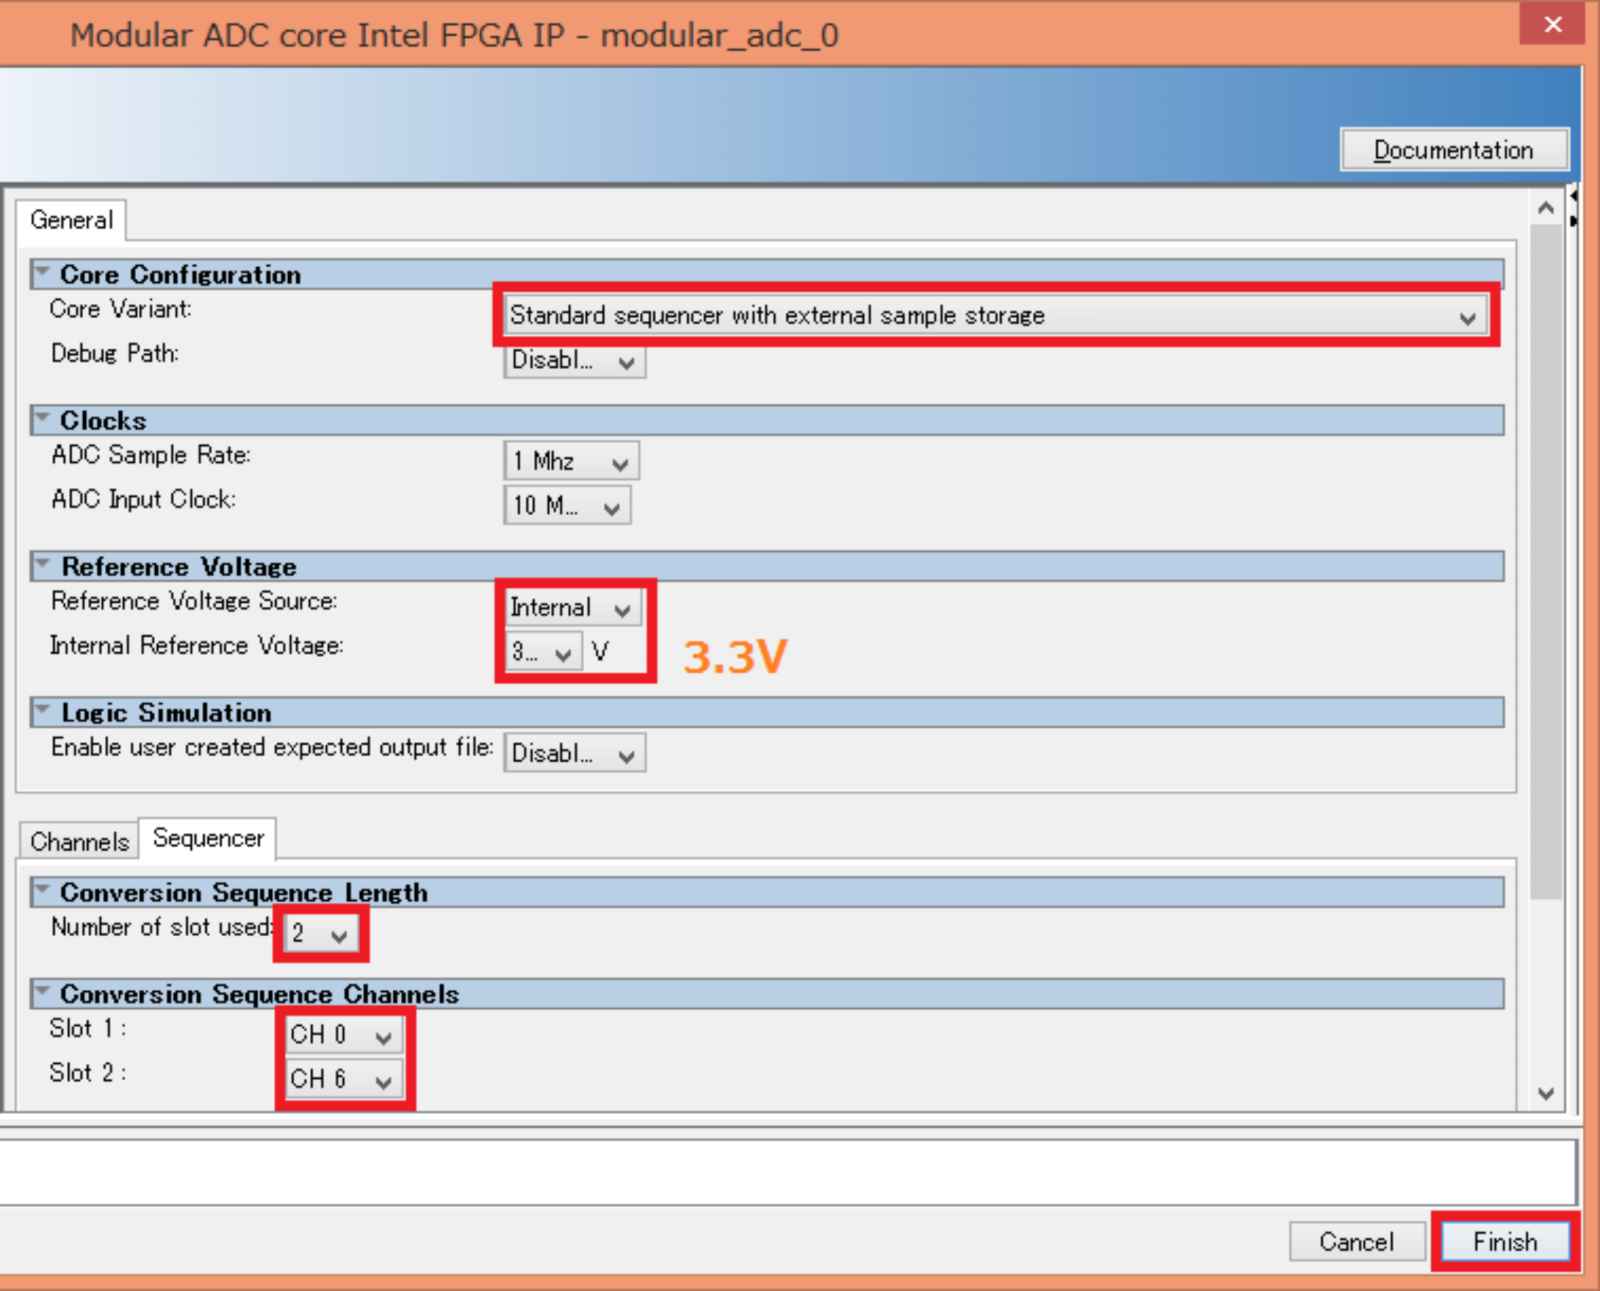 Modular ADC core Intel FPGA IP - modular_adc_0
Documentation
General
Core Configuration
Core Variant: Standard sequencer with external sample storage
Debug Path: Disabl...
Clocks
ADC Sample Rate: 1 Mhz
ADC Input Clock: 10 M...
Reference Voltage
Reference Voltage Source: Internal
Internal Reference Voltage: 3... V 3.3V
Logic Simulation
Enable user created expected output file: Disabl...
Channels Sequencer
Conversion Sequence Length
Number of slot used: 2
Conversion Sequence Channels
Slot 1 : CH 0
Slot 2 : CH 6
Cancel Finish